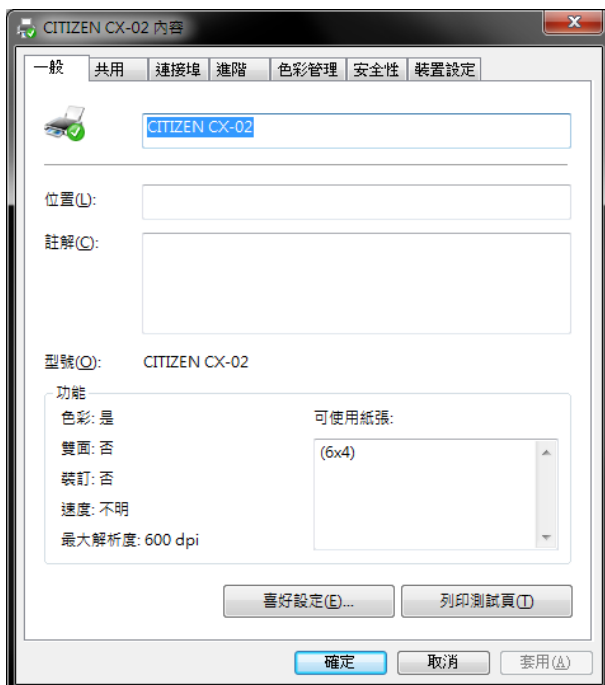 CITIZEN CX-02 內容
一般 共用 連接埠 進階 色彩管理 安全性 裝置設定
CITIZEN CX-02
位置(L):
註解(C):
型號(O): CITIZEN CX-02
功能
色彩: 是 可使用紙張:
雙面: 否 (6x4)
裝訂: 否
速度: 不明
最大解析度: 600 dpi
喜好設定(E)... 列印測試頁(T)
確定 取消 套用(A)